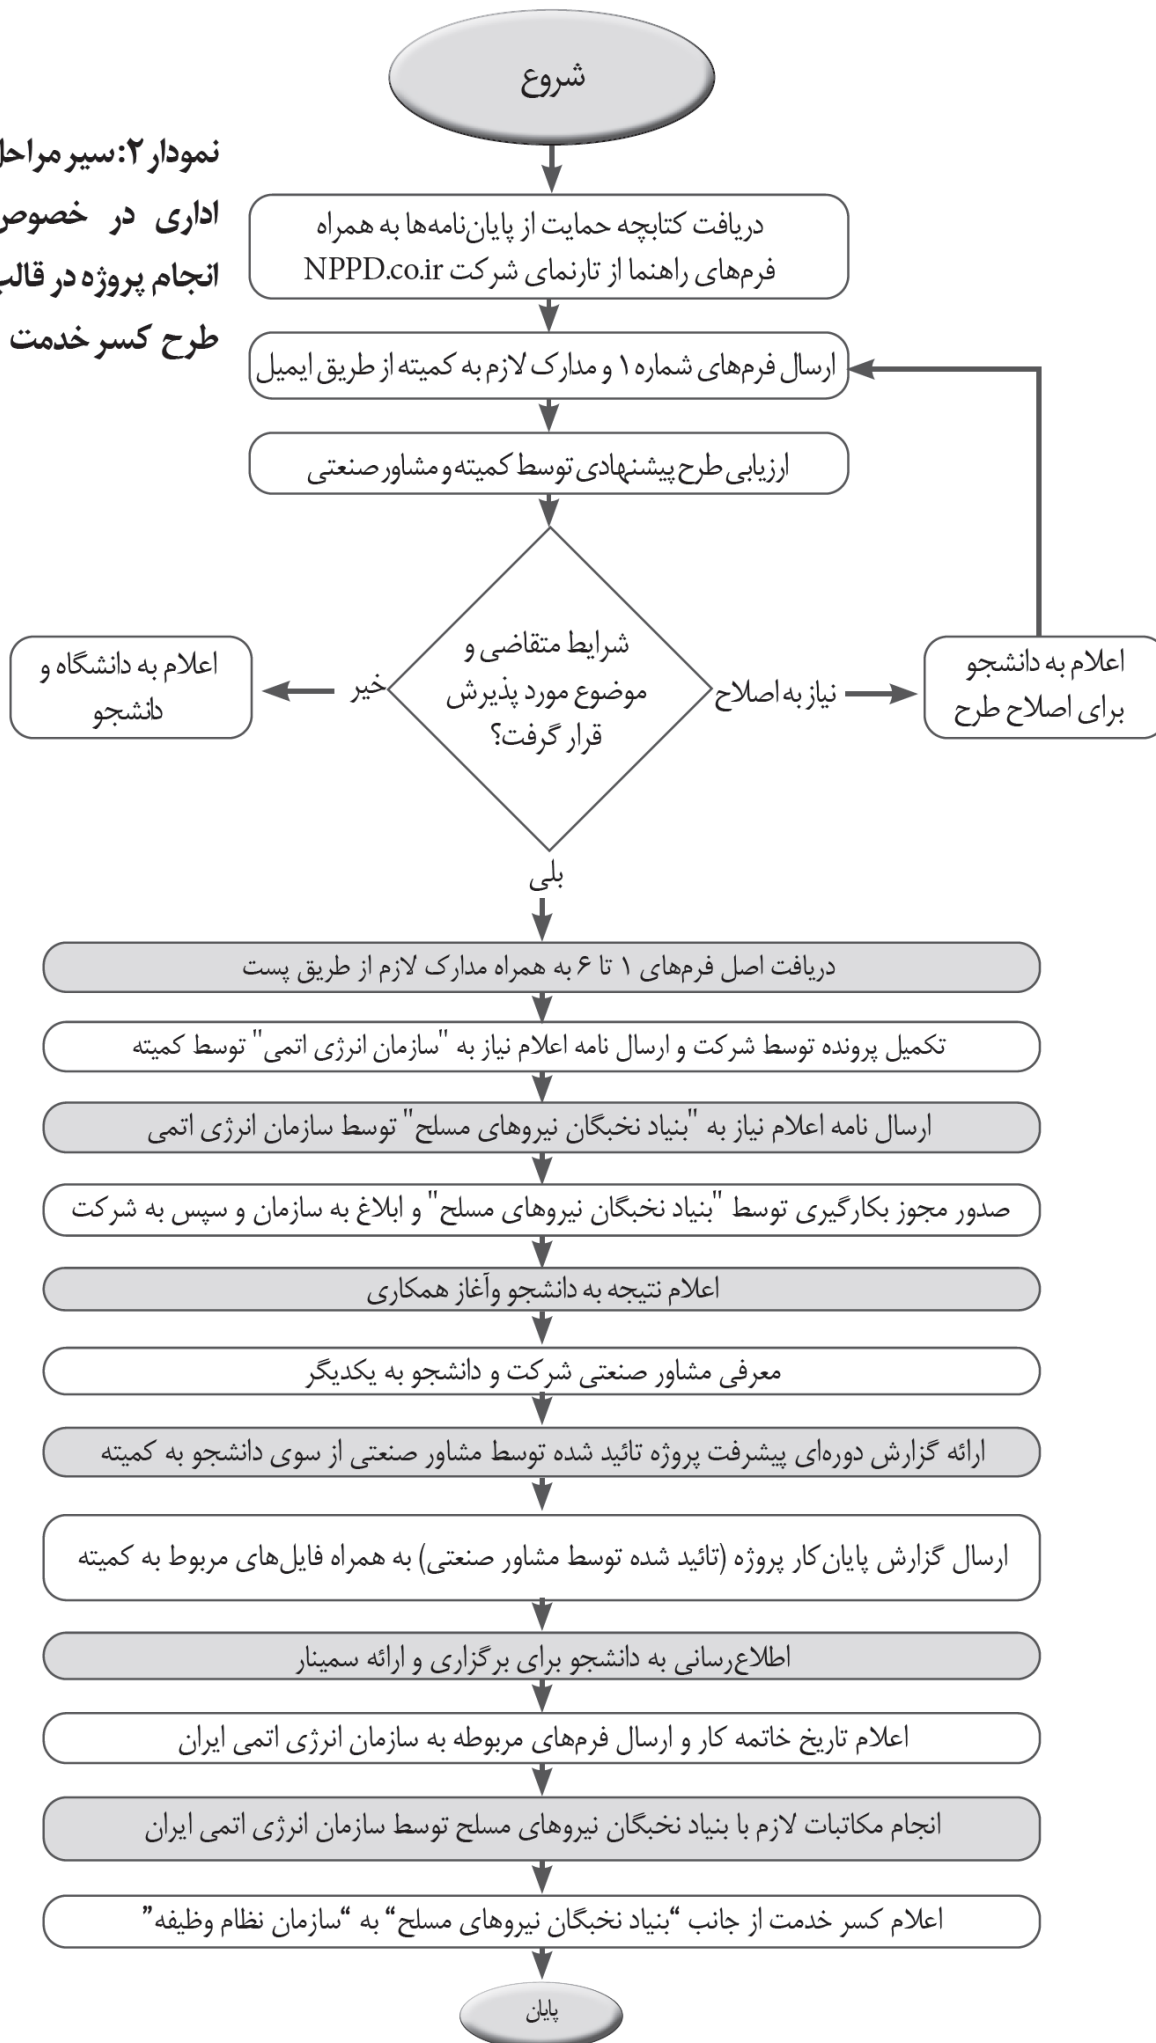 شروع
نمودار ۲: سیر مراحل
اداری در خصوص
انجام پروژه در قالب
طرح کسر خدمت
دریافت کتابچه حمایت از پایان‌نامه‌ها به همراه
فرم‌های راهنما از تارنمای شرکت NPPD.co.ir
ارسال فرم‌های شماره ۱ و مدارک لازم به کمیته از طریق ایمیل
ارزیابی طرح پیشنهادی توسط کمیته و مشاور صنعتی
شرایط متقاضی و
موضوع مورد پذیرش
قرار گرفت؟
نیاز به اصلاح
اعلام به دانشجو
برای اصلاح طرح
خیر
اعلام به دانشگاه و
دانشجو
بلی
دریافت اصل فرم‌های ۱ تا ۶ به همراه مدارک لازم از طریق پست
تکمیل پرونده توسط شرکت و ارسال نامه اعلام نیاز به "سازمان انرژی اتمی" توسط کمیته
ارسال نامه اعلام نیاز به "بنیاد نخبگان نیروهای مسلح" توسط سازمان انرژی اتمی
صدور مجوز بکارگیری توسط "بنیاد نخبگان نیروهای مسلح" و ابلاغ به سازمان و سپس به شرکت
اعلام نتیجه به دانشجو وآغاز همکاری
معرفی مشاور صنعتی شرکت و دانشجو به یکدیگر
ارائه گزارش دوره‌ای پیشرفت پروژه تائید شده توسط مشاور صنعتی از سوی دانشجو به کمیته
ارسال گزارش پایان‌کار پروژه (تائید شده توسط مشاور صنعتی) به همراه فایل‌های مربوط به کمیته
اطلاع‌رسانی به دانشجو برای برگزاری و ارائه سمینار
اعلام تاریخ خاتمه کار و ارسال فرم‌های مربوطه به سازمان انرژی اتمی ایران
انجام مکاتبات لازم با بنیاد نخبگان نیروهای مسلح توسط سازمان انرژی اتمی ایران
اعلام کسر خدمت از جانب “بنیاد نخبگان نیروهای مسلح“ به “سازمان نظام وظیفه”
پایان